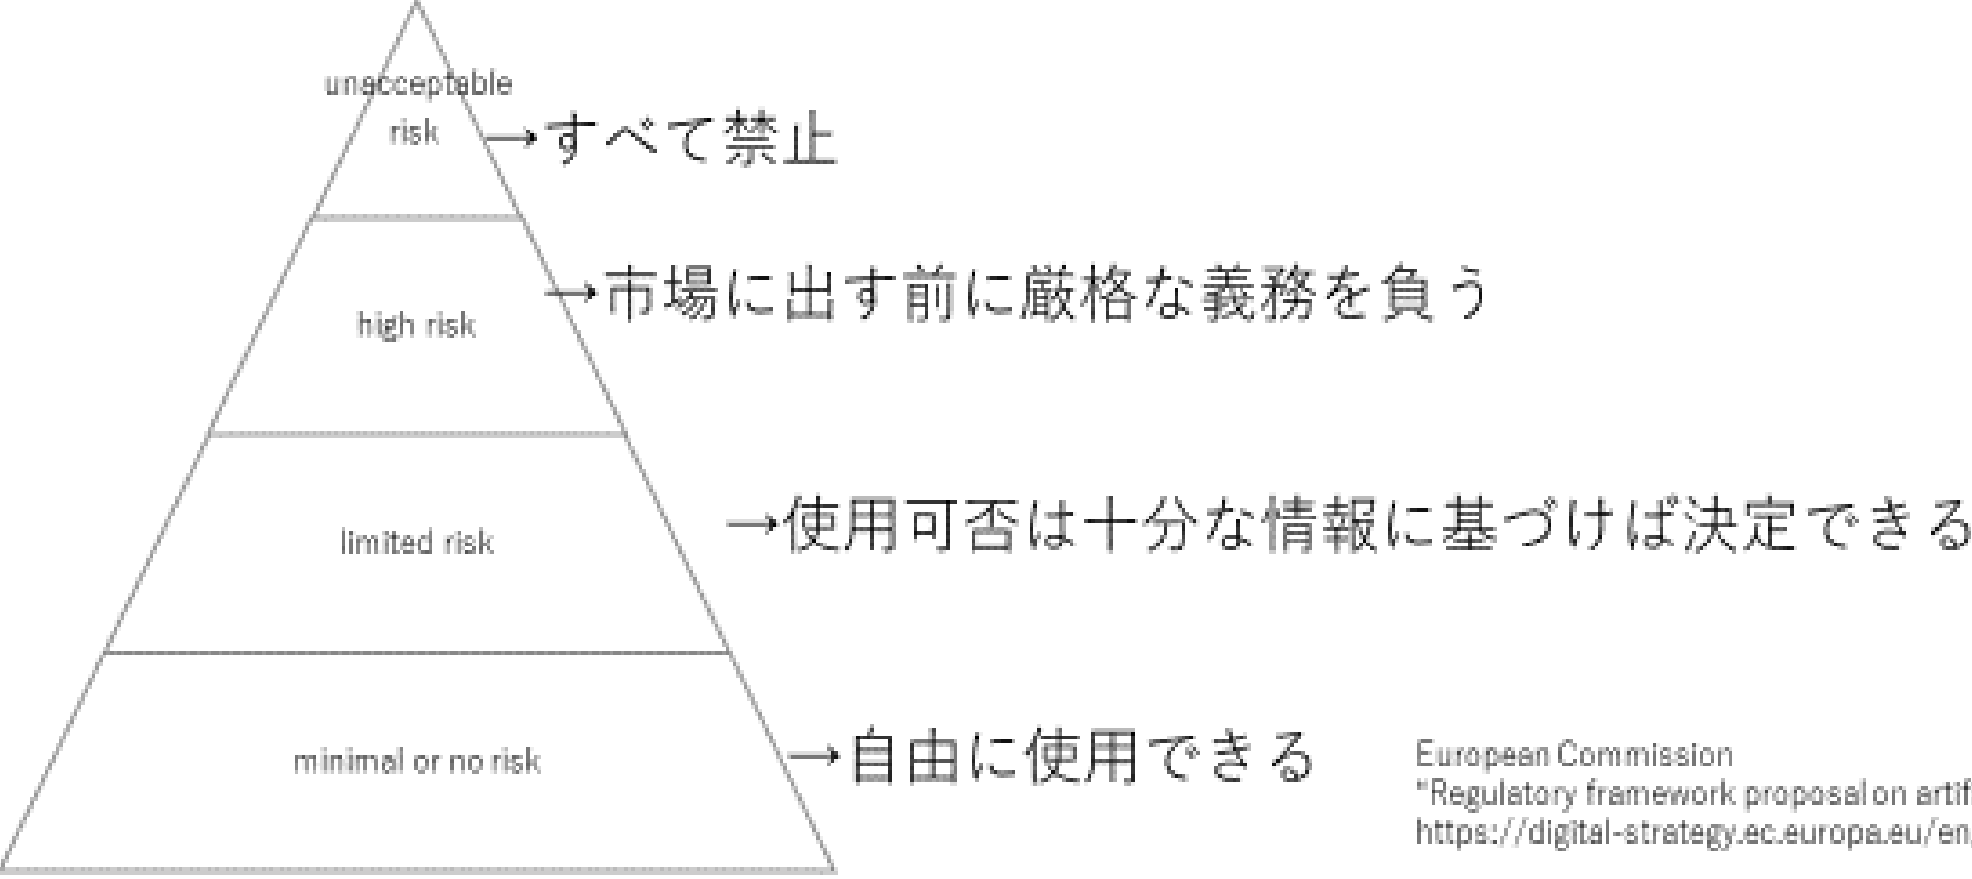 unacceptable
risk
→すべて禁止
→市場に出す前に厳格な義務を負う
high risk
→使用可否は十分な情報に基づけば決定できる
limited risk
→自由に使用できる
minimal or no risk
European Commission
"Regulatory framework proposal on artif
https://digital-strategy.ec.europa.eu/en/